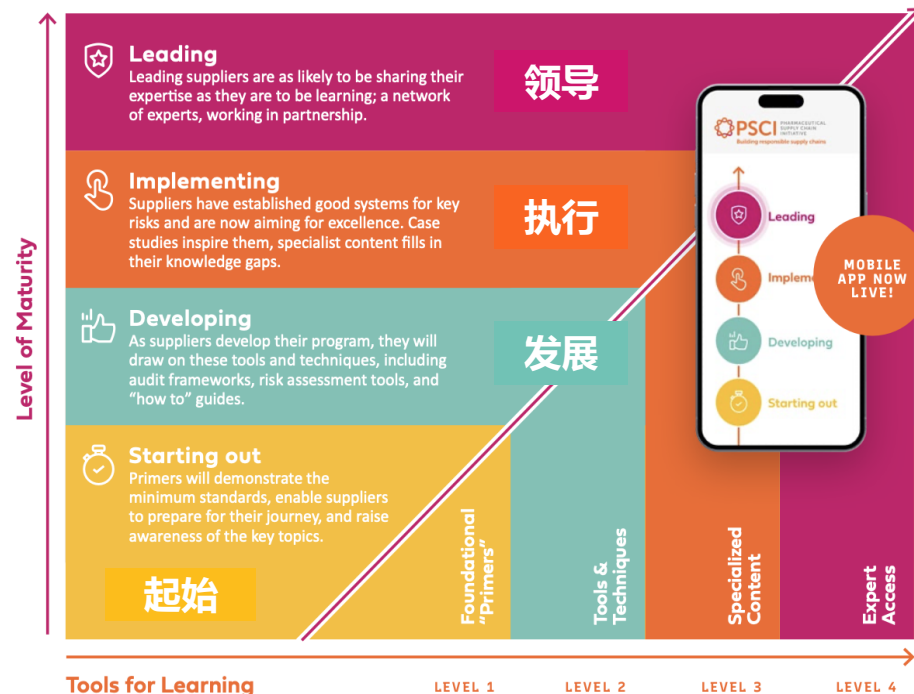 Level of Maturity
Leading
Leading suppliers are as likely to be sharing their
expertise as they are to be learning; a network
of experts, working in partnership.
领导
Implementing
Suppliers have established good systems for key
risks and are now aiming for excellence. Case
studies inspire them, specialist content fills in
their knowledge gaps.
执行
Developing
As suppliers develop their program, they will
draw on these tools and techniques, including
audit frameworks, risk assessment tools, and
“how to” guides.
发展
Starting out
Primers will demonstrate the
minimum standards, enable suppliers
to prepare for their journey, and raise
awareness of the key topics.
起始
PSCI
PHARMACEUTICAL
SUPPLY CHAIN
INITIATIVE
Building responsible supply chains
Leading
Impleme
Developing
Starting out
MOBILE
APP NOW
LIVE!
Foundational
“Primers”
Tools &
Techniques
Specialized
Content
Expert
Access
Tools for Learning
LEVEL 1
LEVEL 2
LEVEL 3
LEVEL 4